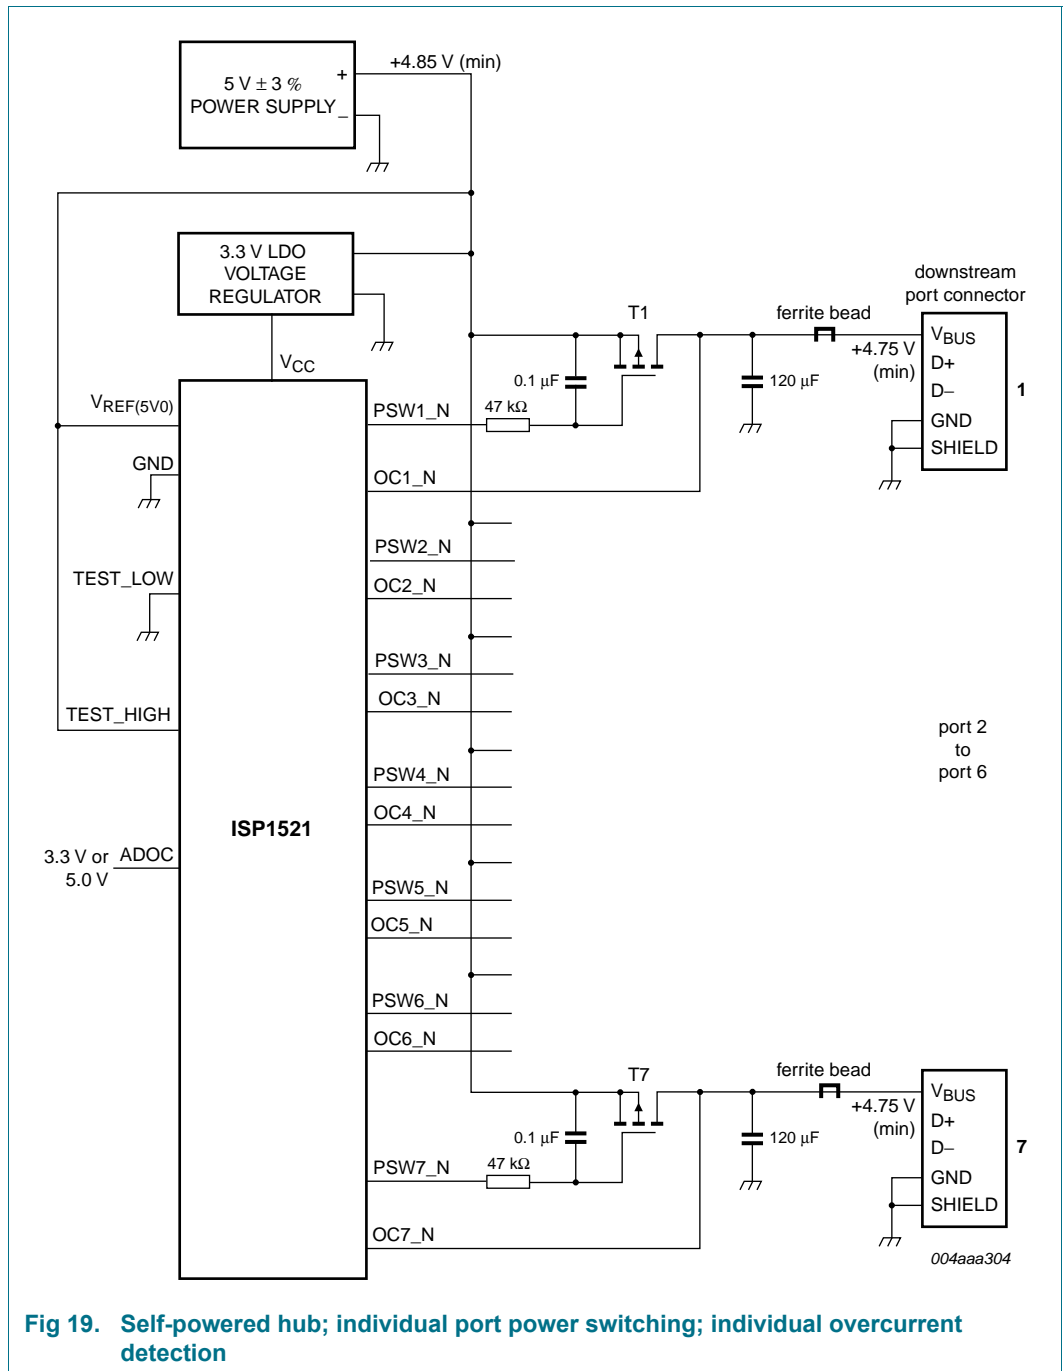 +4.85 V (min)
5 V ± 3 %
POWER SUPPLY
+
−
3.3 V LDO
VOLTAGE
REGULATOR
VCC
VREF(5V0)
GND
TEST_LOW
TEST_HIGH
3.3 V or
5.0 V
ADOC
ISP1521
PSW1_N
OC1_N
PSW2_N
OC2_N
PSW3_N
OC3_N
PSW4_N
OC4_N
PSW5_N
OC5_N
PSW6_N
OC6_N
PSW7_N
OC7_N
47 kΩ
0.1 µF
T1
120 µF
ferrite bead
+4.75 V
(min)
downstream
port connector
VBUS
D+
D−
GND
SHIELD
1
port 2
to
port 6
47 kΩ
0.1 µF
T7
120 µF
ferrite bead
+4.75 V
(min)
VBUS
D+
D−
GND
SHIELD
7
004aaa304
Fig 19. Self-powered hub; individual port power switching; individual overcurrent
detection